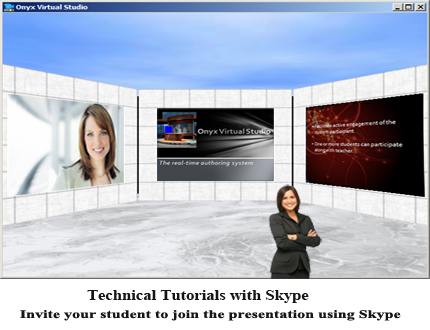 Onyx Virtual Studio
Onyx Virtual Studio
The real-time authoring system
• Facilitate active engagement of the
participant
• One or more students can participate
along with teacher
Technical Tutorials with Skype
Invite your student to join the presentation using Skype